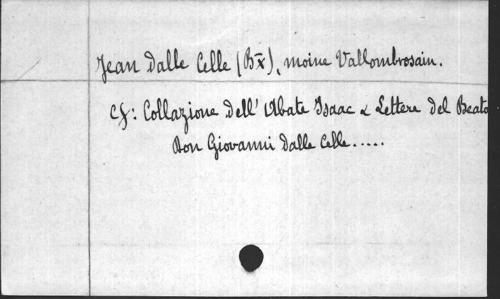 Jean Dalle Celle (Bx), moine Vallombrosain.
Cf: Collazione Dell' Abate Isaac & Lettere Del Beato
Don Giovanni Dalle Celle.....